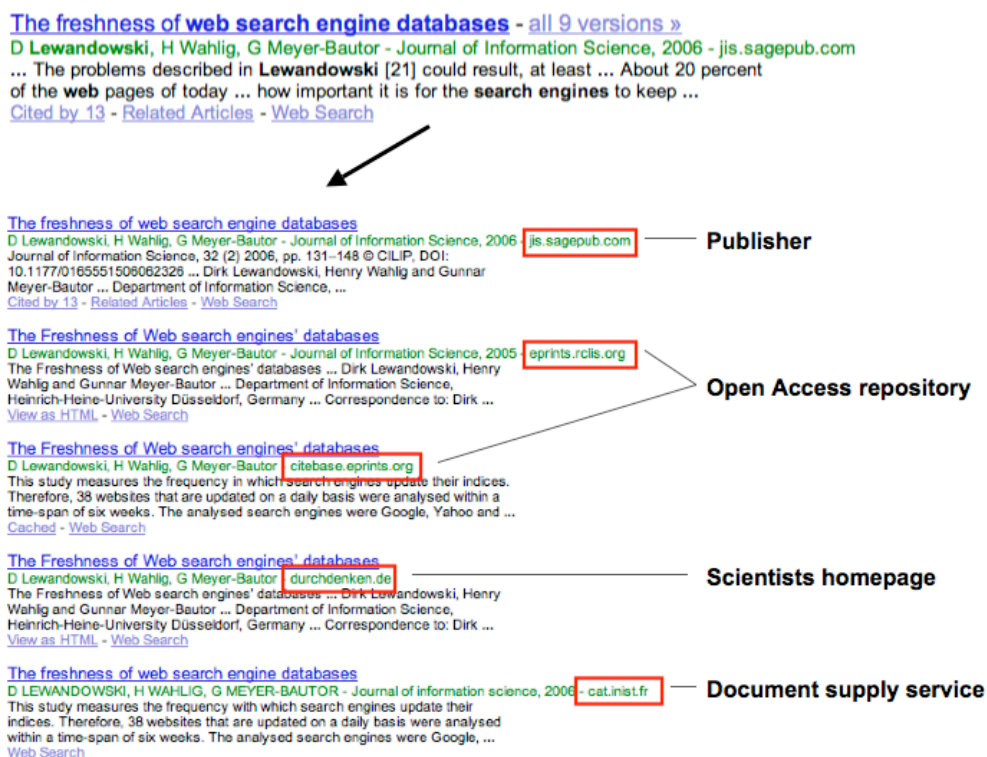 The freshness of web search engine databases - all 9 versions »
D Lewandowski, H Wahlig, G Meyer-Bautor - Journal of Information Science, 2006 - jis.sagepub.com
... The problems described in Lewandowski [21] could result, at least ... About 20 percent
of the web pages of today ... how important it is for the search engines to keep ...
Cited by 13 - Related Articles - Web Search
The freshness of web search engine databases
D Lewandowski, H Wahlig, G Meyer-Bautor - Journal of Information Science, 2006 - jis.sagepub.com
Publisher
Journal of Information Science, 32 (2) 2006, pp. 131–148 © CILIP, DOI:
10.1177/0165551506062326 ... Dirk Lewandowski, Henry Wahlig and Gunnar
Meyer-Bautor ... Department of Information Science, ...
Cited by 13 - Related Articles - Web Search
The Freshness of Web search engines' databases
D Lewandowski, H Wahlig, G Meyer-Bautor - Journal of Information Science, 2005 - eprints.rclis.org
The Freshness of Web search engines' databases ... Dirk Lewandowski, Henry
Wahlig and Gunnar Meyer-Bautor ... Department of Information Science,
Heinrich-Heine-University Düsseldorf, Germany ... Correspondence to: Dirk ...
View as HTML - Web Search
Open Access repository
The Freshness of Web search engines' databases
D Lewandowski, H Wahlig, G Meyer-Bautor - citebase.eprints.org
This study measures the frequency in which search engines update their indices.
Therefore, 38 websites that are updated on a daily basis were analysed within a
time-span of six weeks. The analysed search engines were Google, Yahoo and ...
Cached - Web Search
The Freshness of Web search engines' databases
D Lewandowski, H Wahlig, G Meyer-Bautor - durchdenken.de
Scientists homepage
The Freshness of Web search engines' databases ... Dirk Lewandowski, Henry
Wahlig and Gunnar Meyer-Bautor ... Department of Information Science,
Heinrich-Heine-University Düsseldorf, Germany ... Correspondence to: Dirk ...
View as HTML - Web Search
The freshness of web search engine databases
D LEWANDOWSKI, H WAHLIG, G MEYER-BAUTOR - Journal of information science, 2006 - cat.inist.fr
Document supply service
This study measures the frequency with which search engines update their
indices. Therefore, 38 websites that are updated on a daily basis were analysed
within a time-span of six weeks. The analysed search engines were Google, ...
Web Search